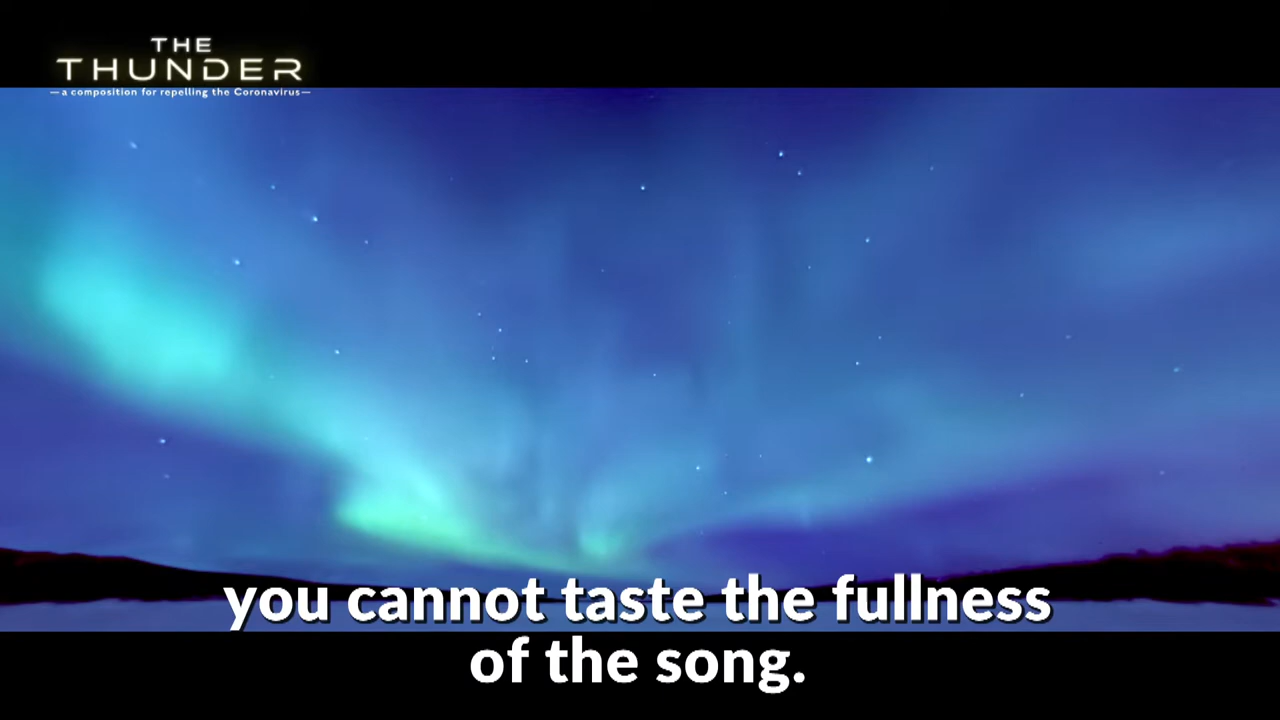 THE
THUNDER
—a composition for repelling the Coronavirus—
you cannot taste the fullness
of the song.